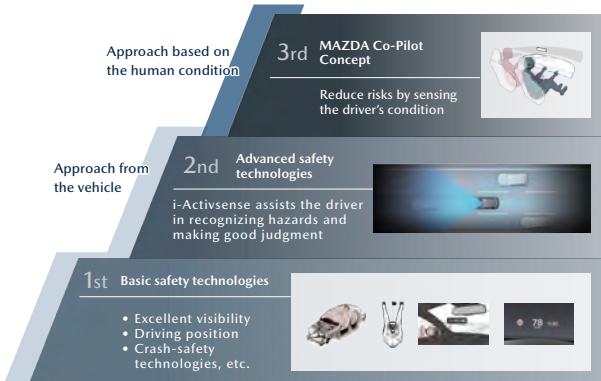 Approach based on
the human condition
3rd
MAZDA Co-Pilot
Concept
Reduce risks by sensing
the driver's condition
Approach from
the vehicle
2nd
Advanced safety
technologies
i-Activsense assists the driver
in recognizing hazards and
making good judgment
1st
Basic safety technologies
• Excellent visibility
• Driving position
• Crash-safety
technologies, etc.
78